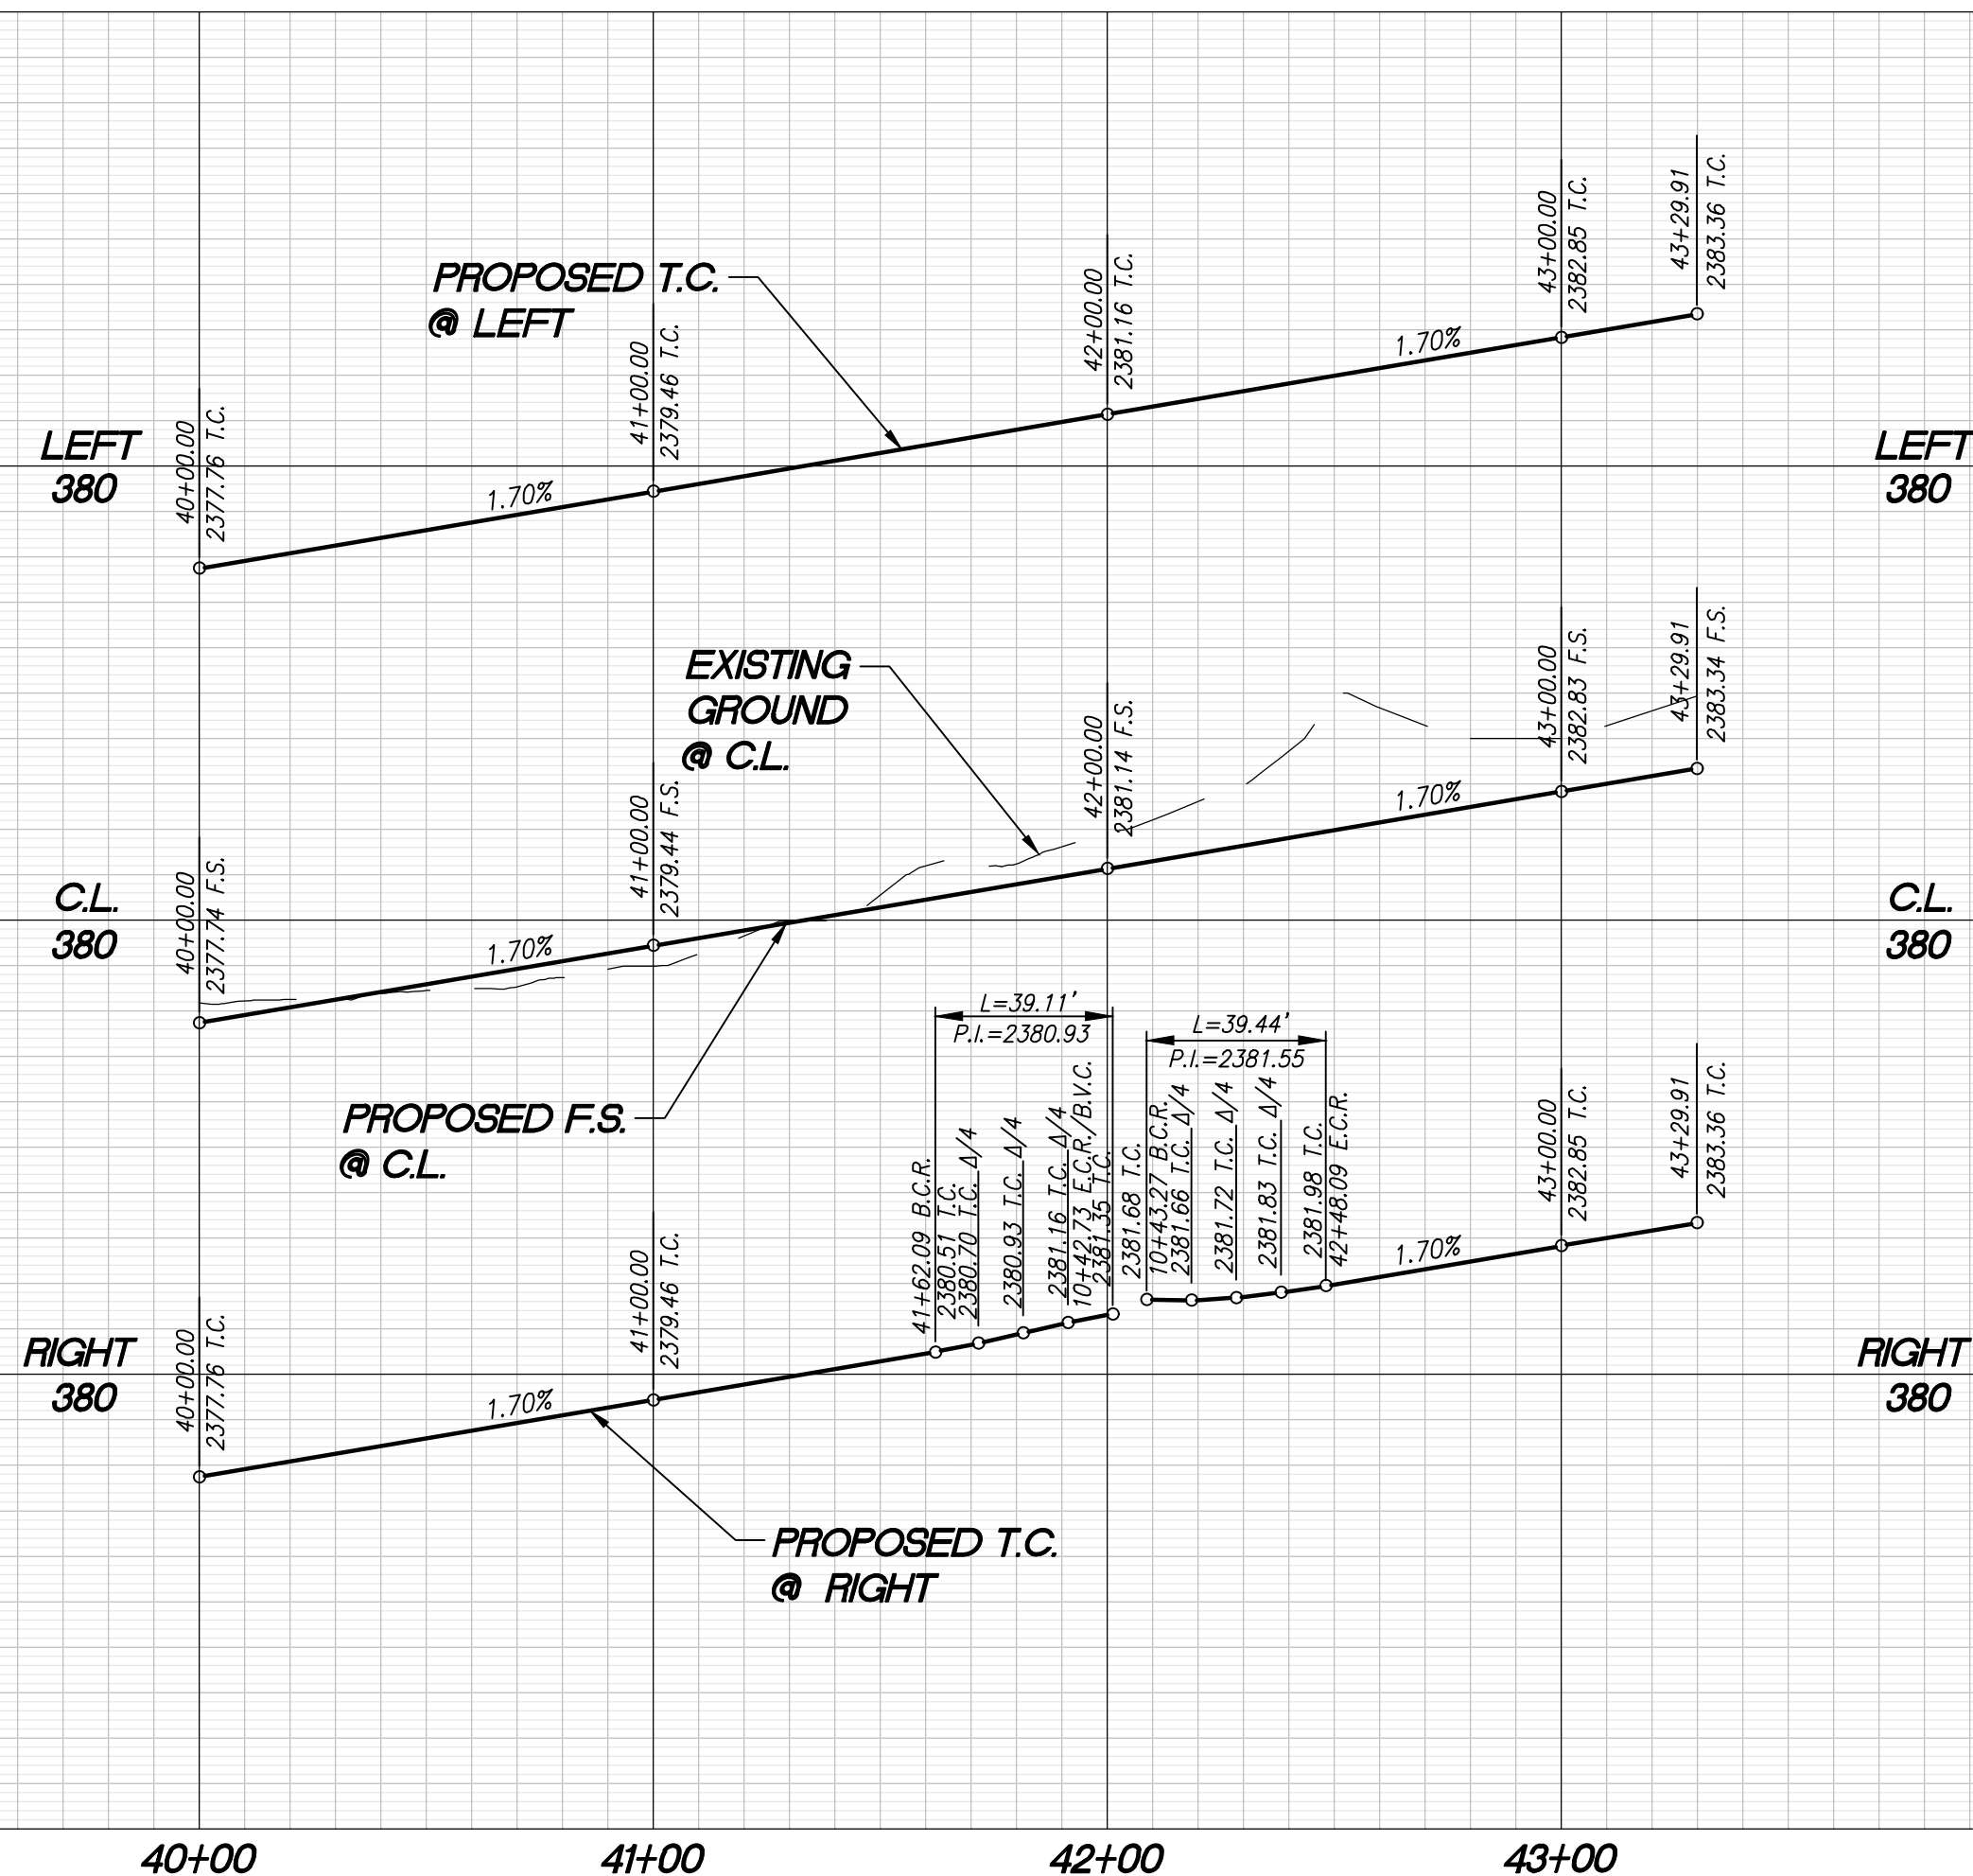 PROPOSED T.C.
@ LEFT
LEFT
380
LEFT
380
40+00.00
2377.76 T.C.
1.70%
41+00.00
2379.46 T.C.
42+00.00
2381.16 T.C.
1.70%
43+00.00
2382.85 T.C.
43+29.91
2383.36 T.C.
EXISTING
GROUND
@ C.L.
C.L.
380
C.L.
380
40+00.00
2377.74 F.S.
1.70%
41+00.00
2379.44 F.S.
42+00.00
2381.14 F.S.
1.70%
43+00.00
2382.83 F.S.
43+29.91
2383.34 F.S.
PROPOSED F.S.
@ C.L.
L=39.11'
P.I.=2380.93
L=39.44'
P.I.=2381.55
RIGHT
380
RIGHT
380
40+00.00
2377.76 T.C.
1.70%
41+00.00
2379.46 T.C.
41+62.09 B.C.R.
2380.51 T.C.
2380.70 T.C. Δ/4
2380.93 T.C. Δ/4
2381.16 T.C. Δ/4
10+42.73 E.C.R./B.V.C.
2381.35 T.C.
2381.68 T.C.
10+43.27 B.C.R.
2381.66 T.C. Δ/4
2381.72 T.C. Δ/4
2381.83 T.C. Δ/4
2381.98 T.C.
42+48.09 E.C.R.
1.70%
43+00.00
2382.85 T.C.
43+29.91
2383.36 T.C.
PROPOSED T.C.
@ RIGHT
40+00
41+00
42+00
43+00